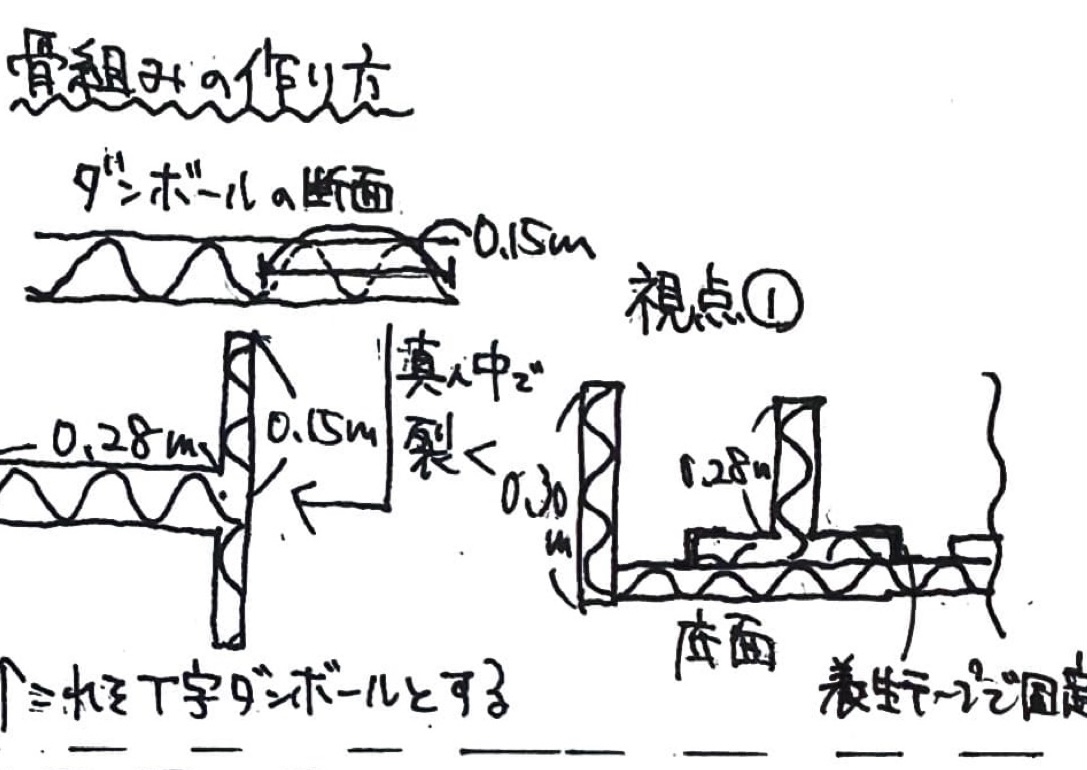 骨組みの作り方
ダンボールの断面
0.15m
視点①
真ん中で
裂く
0.28m
0.15m
0.30
m
0.28m
底面
↑これをT字ダンボールとする
養生テープで固定